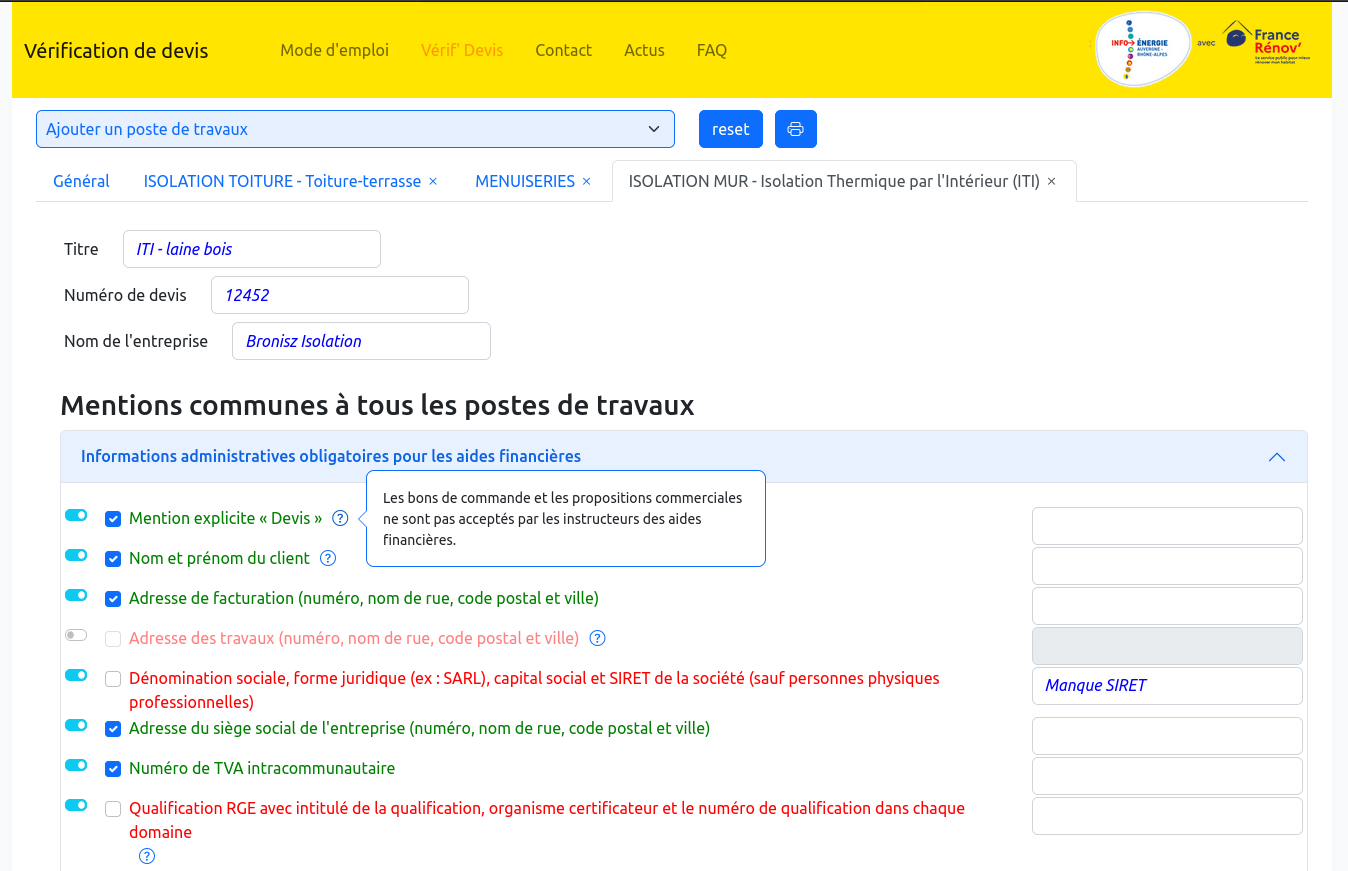 Vérification de devis
Mode d'emploi
Vérif' Devis
Contact
Actus
FAQ
INFO ÉNERGIE
AUVERGNE -
RHÔNE-ALPES
avec
France
Rénov'
Le service public pour mieux
rénover mon habitat
Ajouter un poste de travaux
reset
Général
ISOLATION TOITURE - Toiture-terrasse ×
MENUISERIES ×
ISOLATION MUR - Isolation Thermique par l'Intérieur (ITI) ×
Titre
ITI - laine bois
Numéro de devis
12452
Nom de l'entreprise
Bronisz Isolation
Mentions communes à tous les postes de travaux
Informations administratives obligatoires pour les aides financières
Mention explicite « Devis » ?
Les bons de commande et les propositions commerciales
ne sont pas acceptés par les instructeurs des aides
financières.
Nom et prénom du client ?
Adresse de facturation (numéro, nom de rue, code postal et ville)
Adresse des travaux (numéro, nom de rue, code postal et ville) ?
Dénomination sociale, forme juridique (ex : SARL), capital social et SIRET de la société (sauf personnes physiques
professionnelles)
Manque SIRET
Adresse du siège social de l'entreprise (numéro, nom de rue, code postal et ville)
Numéro de TVA intracommunautaire
Qualification RGE avec intitulé de la qualification, organisme certificateur et le numéro de qualification dans chaque
domaine
?